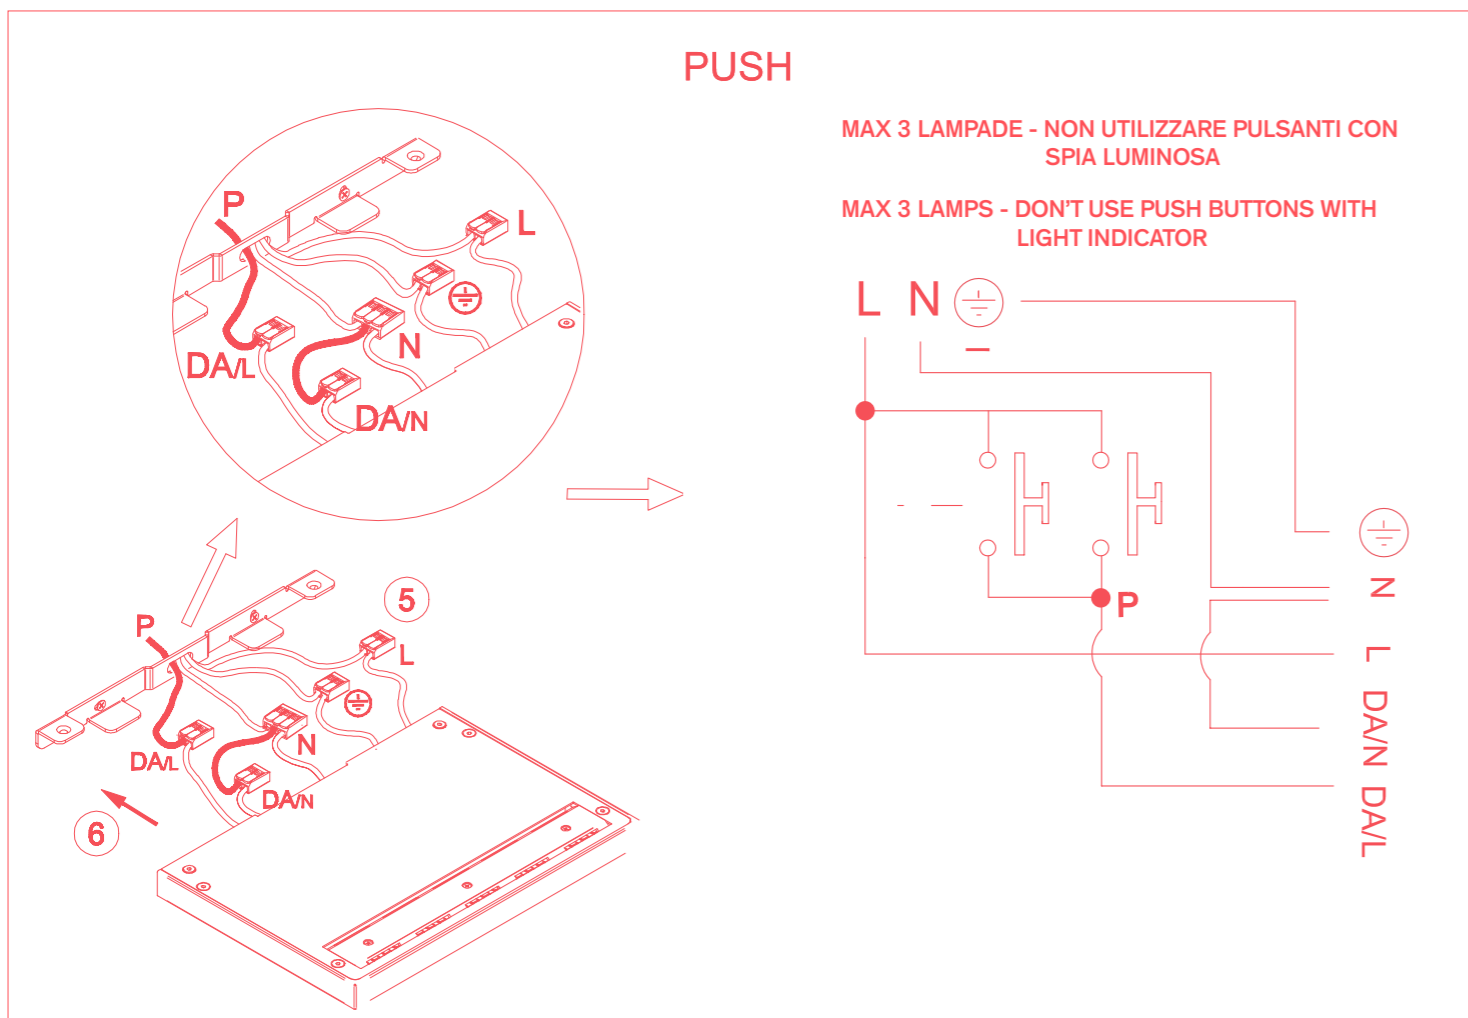 PUSH
MAX 3 LAMPADE - NON UTILIZZARE PULSANTI CON
SPIA LUMINOSA
MAX 3 LAMPS - DON'T USE PUSH BUTTONS WITH
LIGHT INDICATOR
P
L
N
DA/L
DA/N
L N
P
N
L
DA/N
DA/L
5
P
L
N
DA/L
DA/N
6